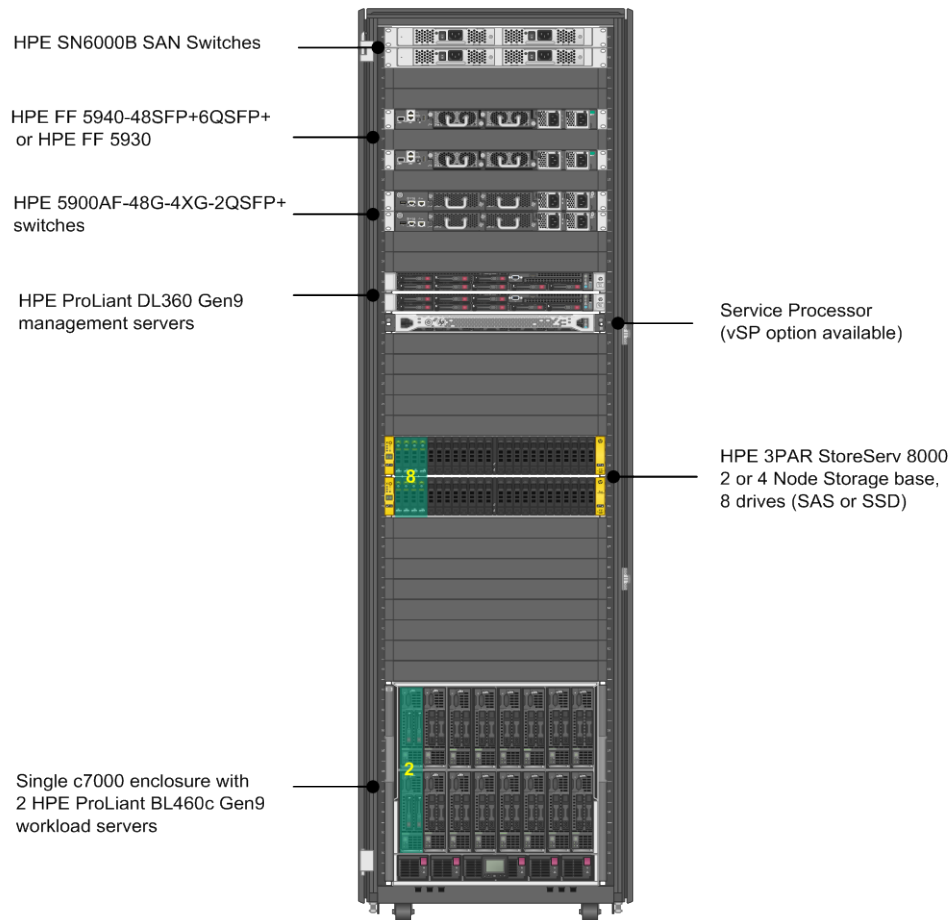 HPE SN6000B SAN Switches
HPE FF 5940-48SFP+6QSFP+
or HPE FF 5930
HPE 5900AF-48G-4XG-2QSFP+
switches
HPE ProLiant DL360 Gen9
management servers
Service Processor
(vSP option available)
HPE 3PAR StoreServ 8000
2 or 4 Node Storage base,
8 drives (SAS or SSD)
8
2
Single c7000 enclosure with
2 HPE ProLiant BL460c Gen9
workload servers